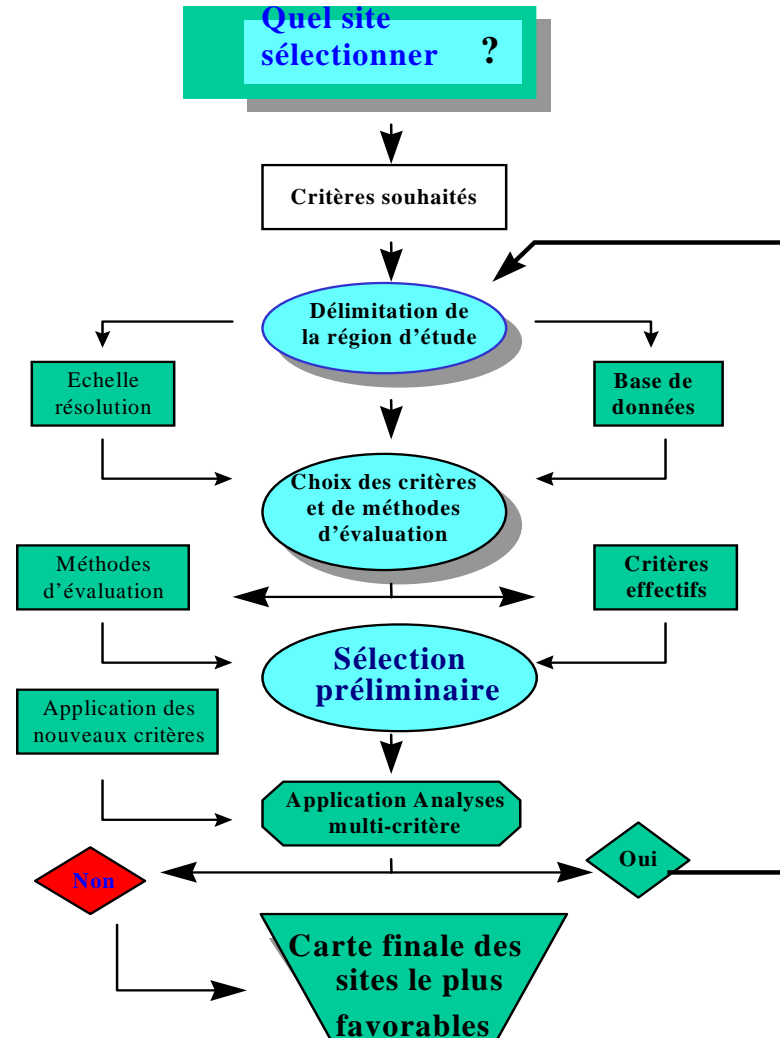 Quel site
sélectionner ?
Critères souhaités
Délimitation de
la région d'étude
Echelle
résolution
Base de
données
Choix des critères
et de méthodes
d'évaluation
Méthodes
d'évaluation
Critères
effectifs
Sélection
préliminaire
Application des
nouveaux critères
Application Analyses
multi-critère
Non
Oui
Carte finale des
sites le plus
favorables